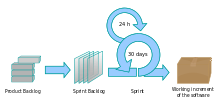 24 h
30 days
Product Backlog
Sprint Backlog
Sprint
Working increment
of the software